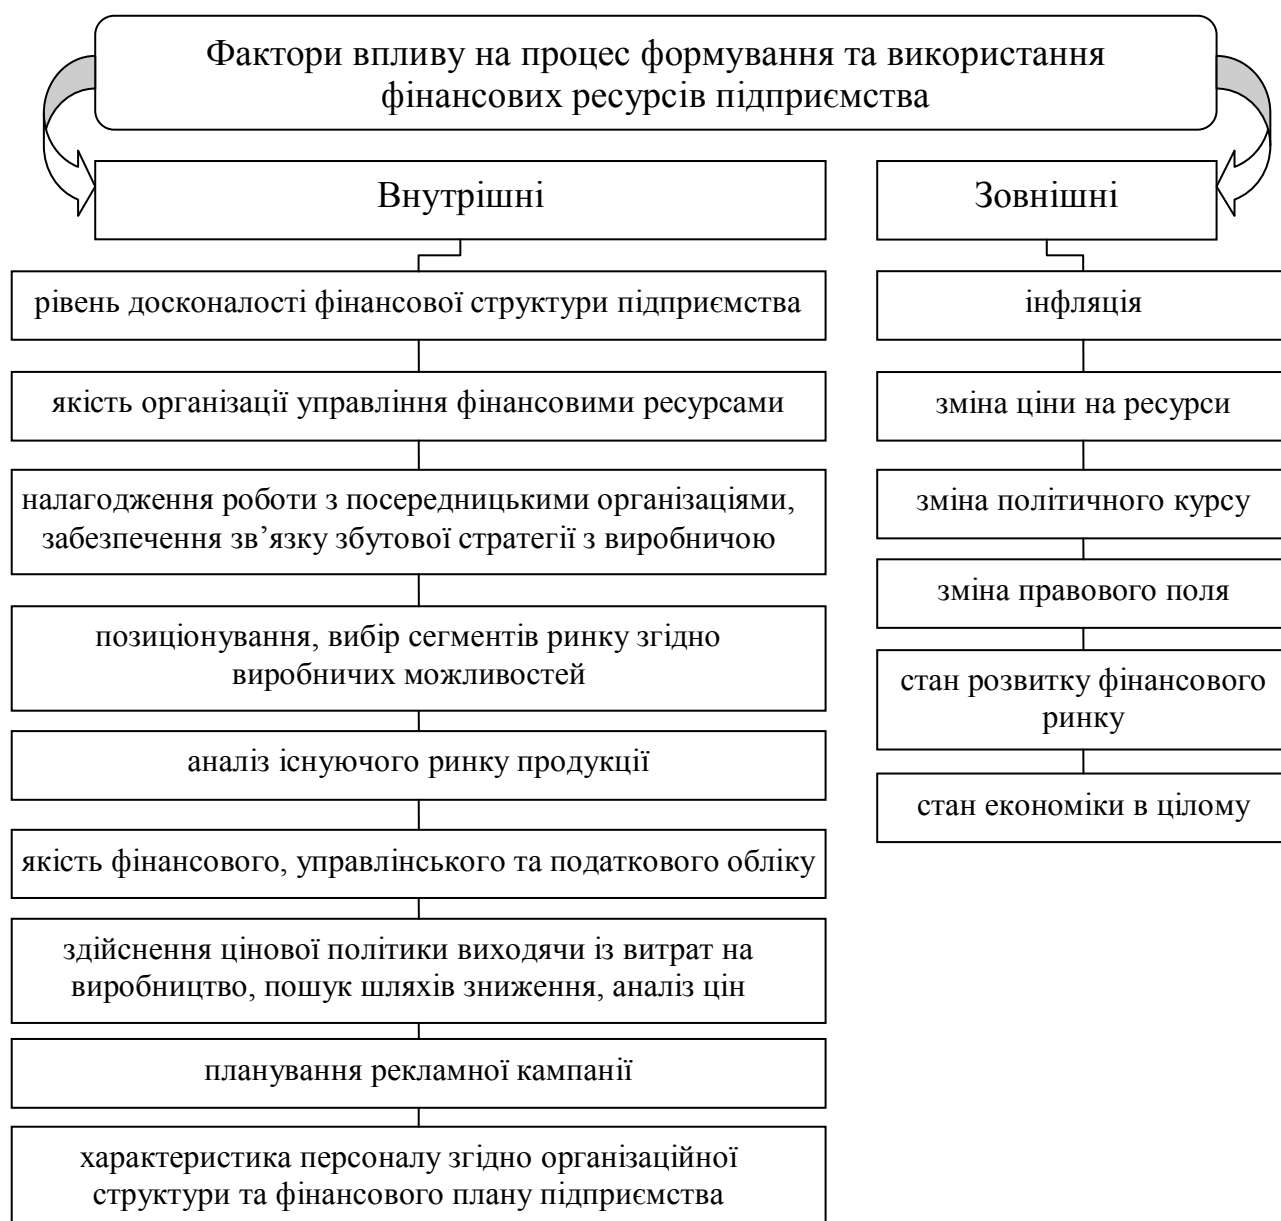 Фактори впливу на процес формування та використання
фінансових ресурсів підприємства
Внутрішні
рівень досконалості фінансової структури підприємства
якість організації управління фінансовими ресурсами
налагодження роботи з посередницькими організаціями,
забезпечення зв’язку збутової стратегії з виробничою
позиціонування, вибір сегментів ринку згідно
виробничих можливостей
аналіз існуючого ринку продукції
якість фінансового, управлінського та податкового обліку
здійснення цінової політики виходячи із витрат на
виробництво, пошук шляхів зниження, аналіз цін
планування рекламної кампанії
характеристика персоналу згідно організаційної
структури та фінансового плану підприємства
Зовнішні
інфляція
зміна ціни на ресурси
зміна політичного курсу
зміна правового поля
стан розвитку фінансового
ринку
стан економіки в цілому